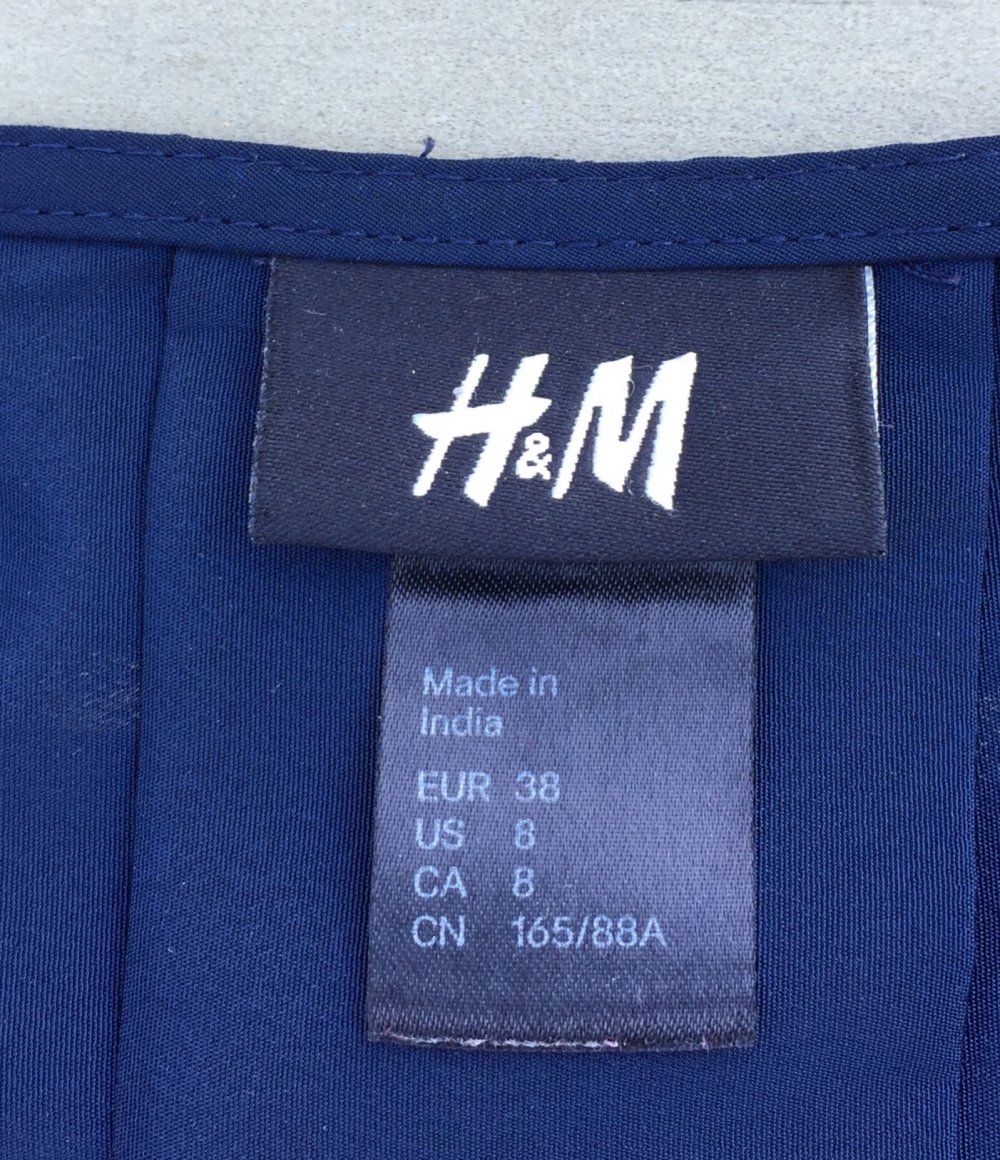 H&M
Made in
India
EUR 38
US 8
CA 8
CN 165/88A